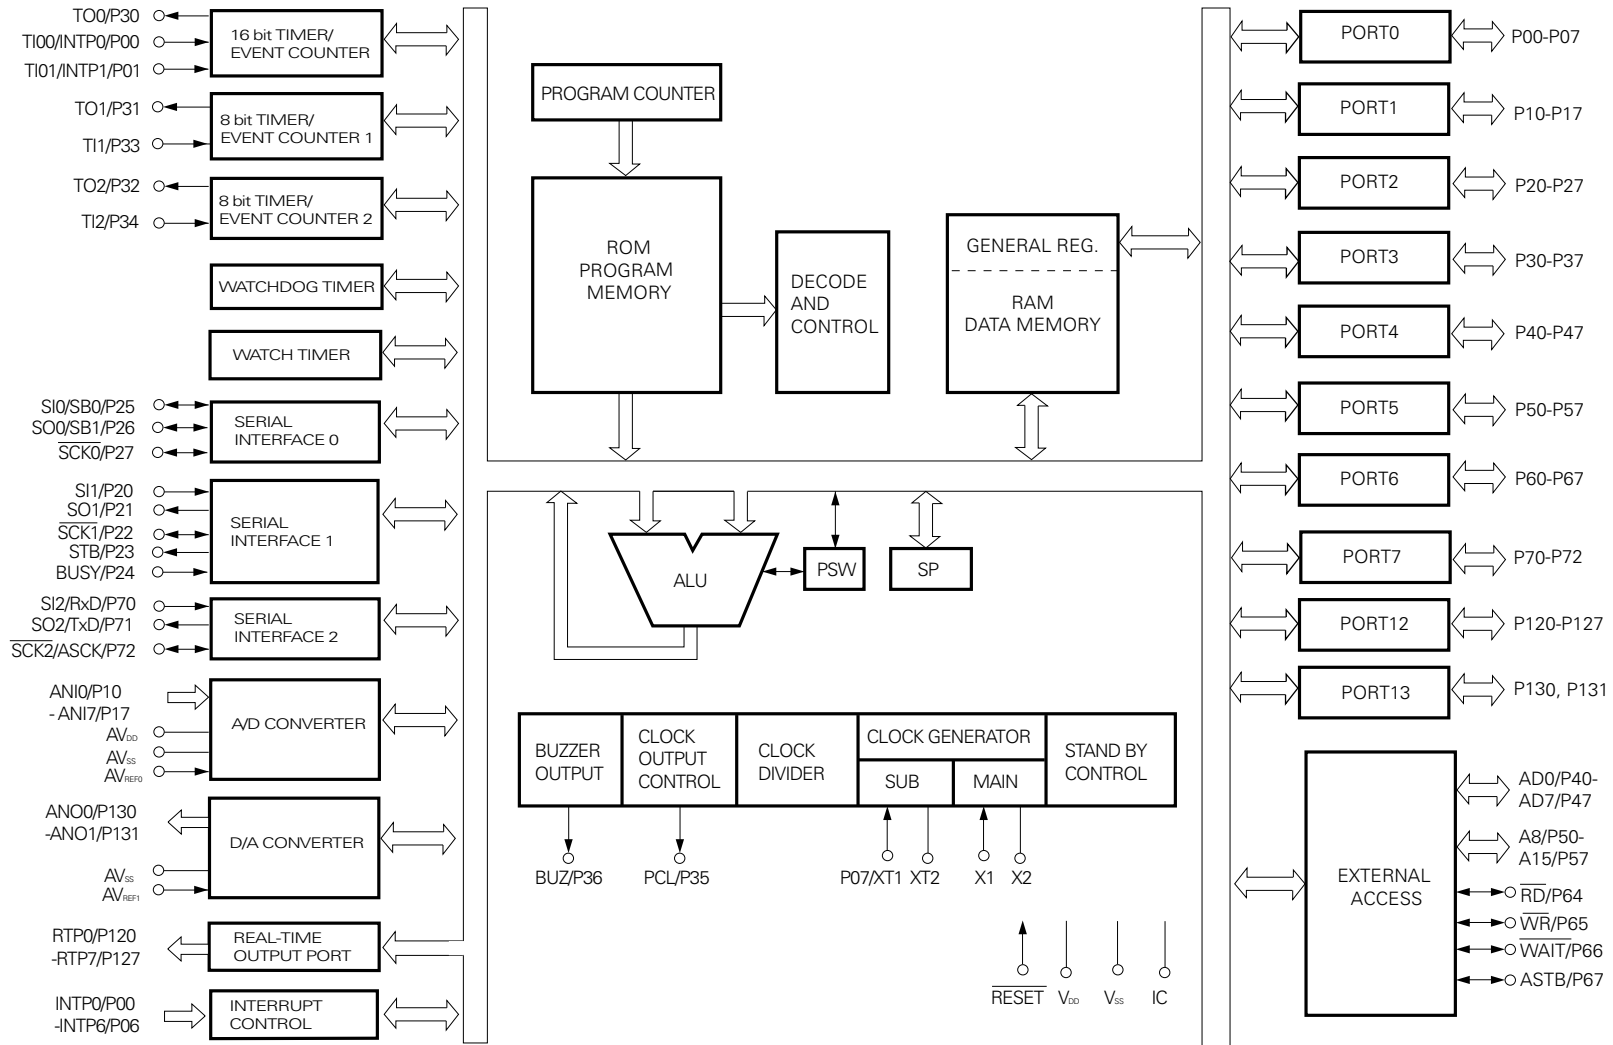 TO0/P30
TI00/INTP0/P00
TI01/INTP1/P01
16 bit TIMER/
EVENT COUNTER
TO1/P31
TI1/P33
8 bit TIMER/
EVENT COUNTER 1
TO2/P32
TI2/P34
8 bit TIMER/
EVENT COUNTER 2
WATCHDOG TIMER
WATCH TIMER
SI0/SB0/P25
SO0/SB1/P26
SCK0/P27
SERIAL
INTERFACE 0
SI1/P20
SO1/P21
SCK1/P22
STB/P23
BUSY/P24
SERIAL
INTERFACE 1
SI2/RxD/P70
SO2/TxD/P71
SCK2/ASCK/P72
SERIAL
INTERFACE 2
ANI0/P10
- ANI7/P17
AVDD
AVSS
AVREF0
A/D CONVERTER
ANO0/P130
-ANO1/P131
AVSS
AVREF1
D/A CONVERTER
RTP0/P120
-RTP7/P127
REAL-TIME
OUTPUT PORT
INTP0/P00
-INTP6/P06
INTERRUPT
CONTROL
PROGRAM COUNTER
ROM
PROGRAM
MEMORY
DECODE
AND
CONTROL
GENERAL REG.
RAM
DATA MEMORY
ALU
PSW
SP
BUZZER
OUTPUT
CLOCK
OUTPUT
CONTROL
CLOCK
DIVIDER
CLOCK GENERATOR
SUB
MAIN
STAND BY
CONTROL
BUZ/P36
PCL/P35
P07/XT1
XT2
X1
X2
RESET
VDD
VSS
IC
PORT0
P00-P07
PORT1
P10-P17
PORT2
P20-P27
PORT3
P30-P37
PORT4
P40-P47
PORT5
P50-P57
PORT6
P60-P67
PORT7
P70-P72
PORT12
P120-P127
PORT13
P130, P131
EXTERNAL
ACCESS
AD0/P40-
AD7/P47
A8/P50-
A15/P57
RD/P64
WR/P65
WAIT/P66
ASTB/P67